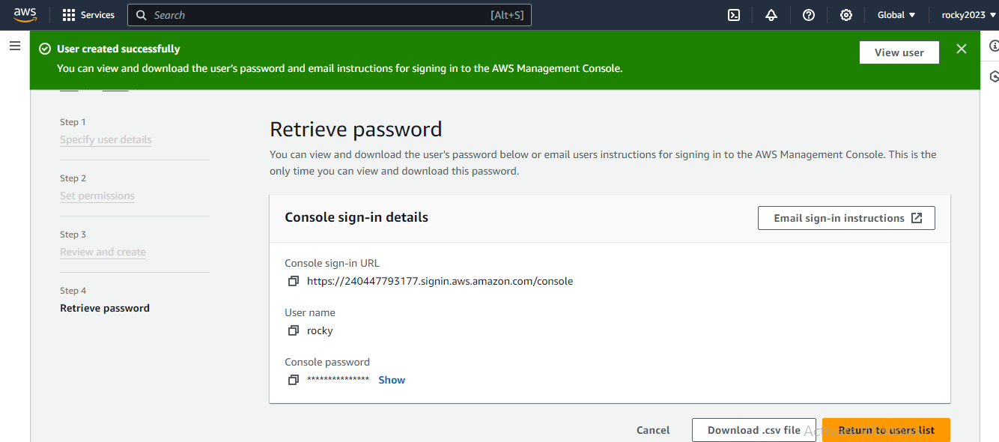 aws
Services
Search [Alt+S]
Global ▼
rocky2023 ▼
User created successfully
You can view and download the user's password and email instructions for signing in to the AWS Management Console.
View user
Step 1
Specify user details
Step 2
Set permissions
Step 3
Review and create
Step 4
Retrieve password
Retrieve password
You can view and download the user's password below or email users instructions for signing in to the AWS Management Console. This is the
only time you can view and download this password.
Console sign-in details
Email sign-in instructions
Console sign-in URL
https://240447793177.signin.aws.amazon.com/console
User name
rocky
Console password
*************** Show
Cancel
Download .csv file
Return to users list